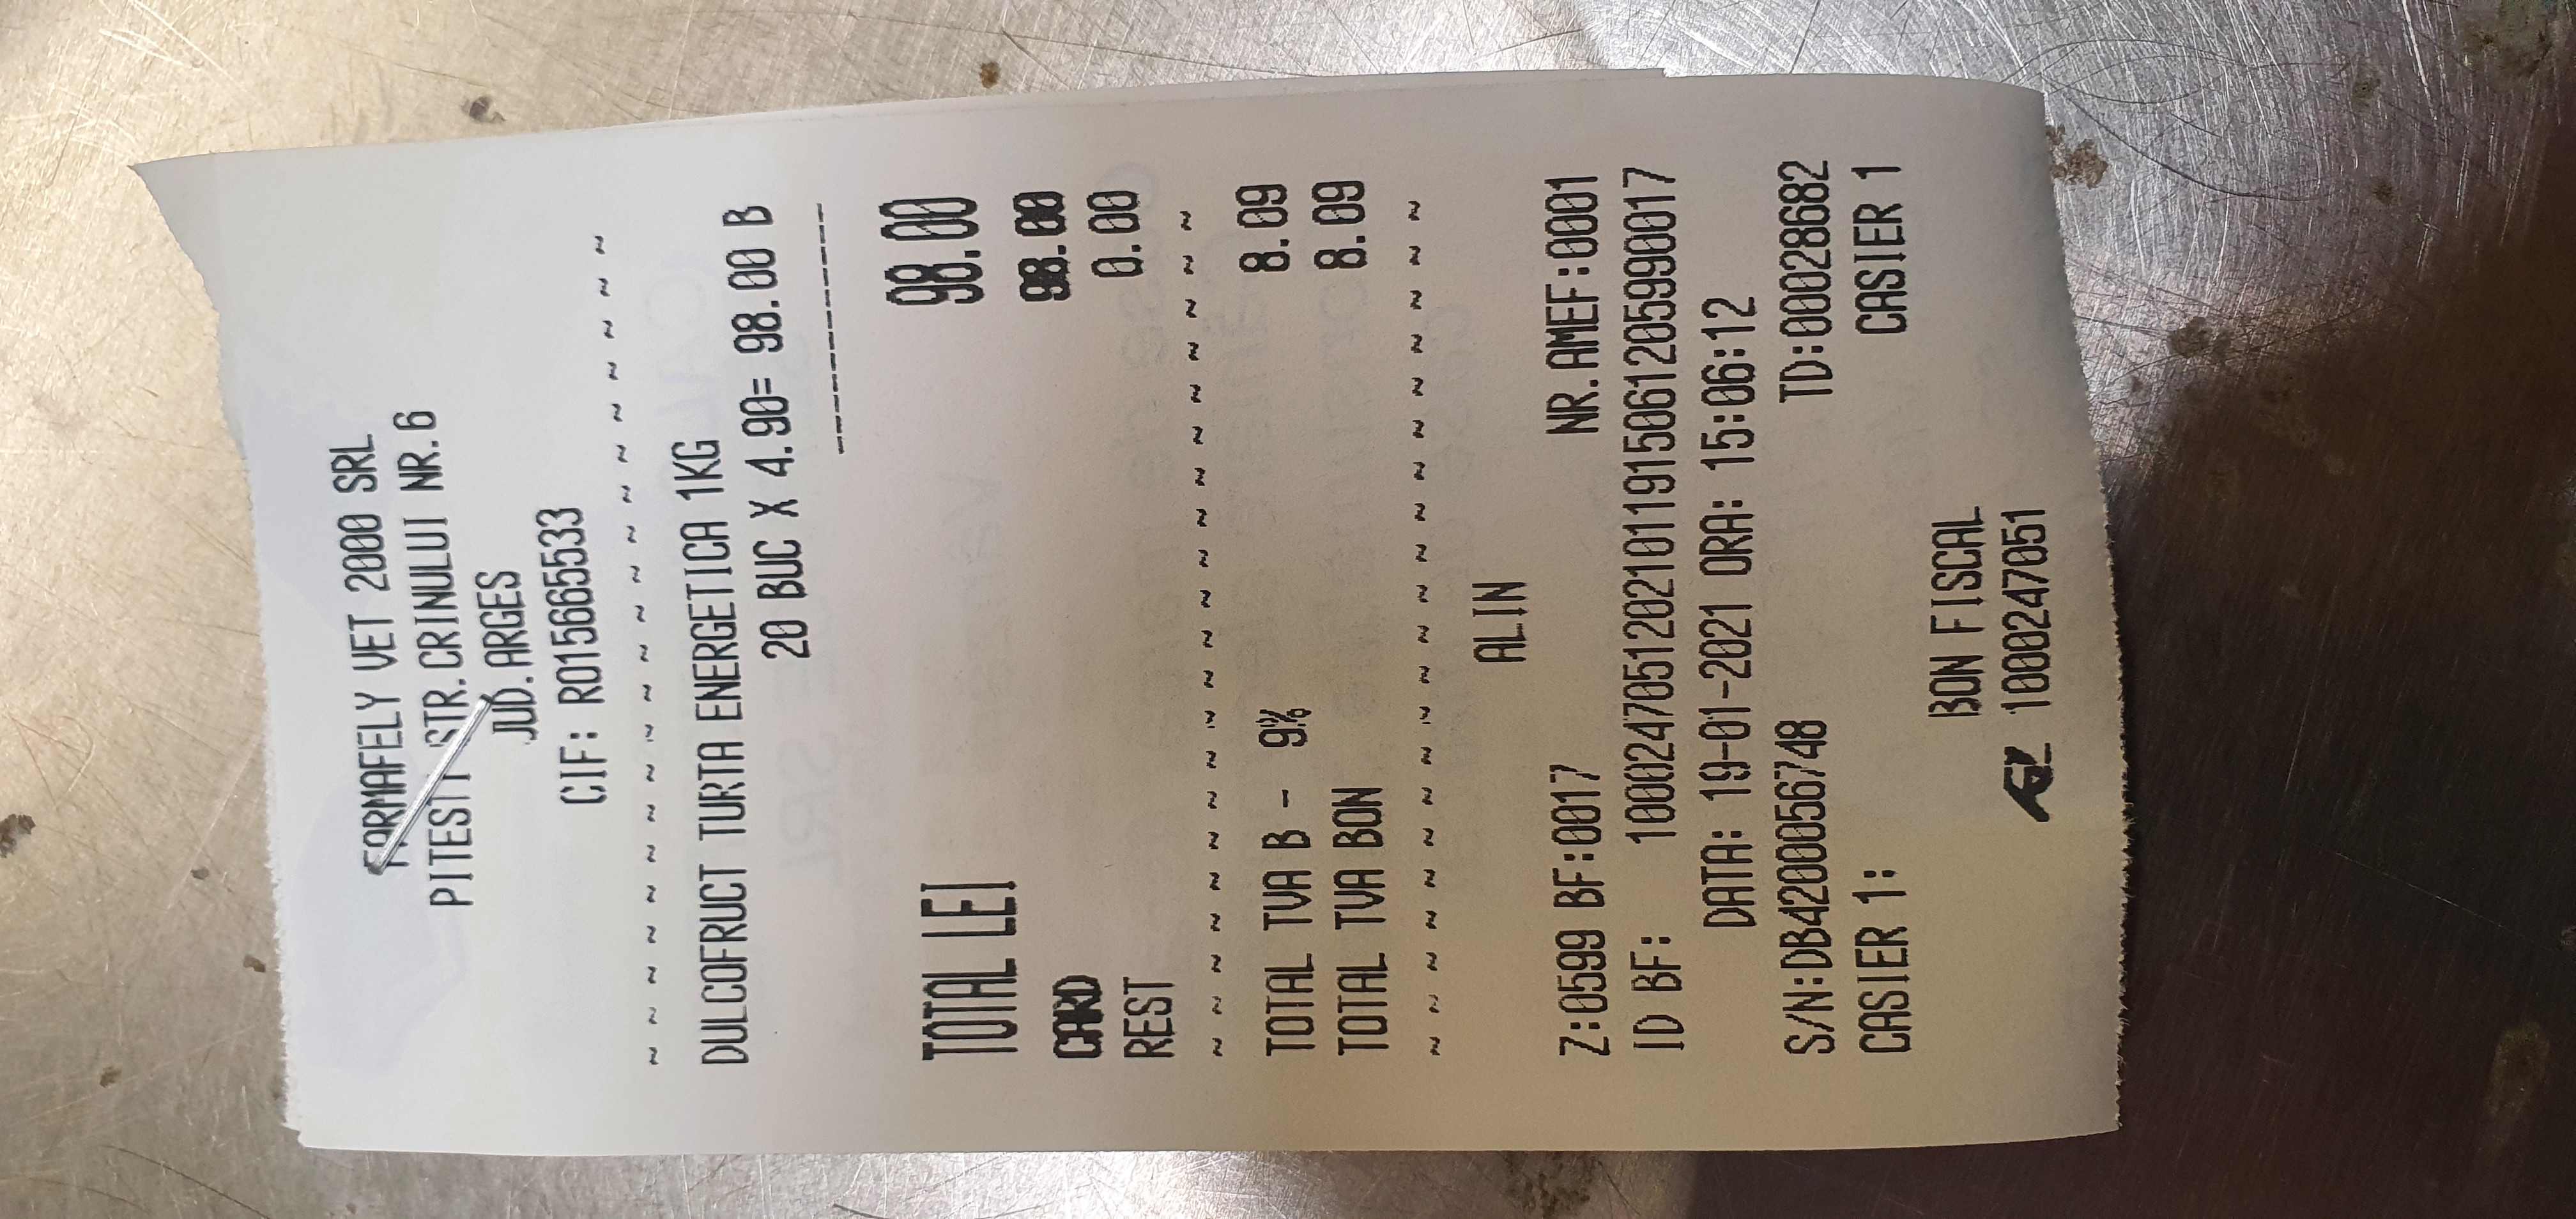 FARMAFELY VET 2000 SRL
PITESTI STR.CRINULUI NR.6
JUD.ARGES
CIF: RO15665533
~ ~ ~ ~ ~ ~ ~ ~ ~ ~ ~ ~ ~ ~ ~ ~ ~ ~ ~ ~
DULCOFRUCT TURTA ENERGETICA 1KG
20 BUC X 4.90= 98.00 B
------------
TOTAL LEI 98.00
CARD 98.00
REST 0.00
~ ~ ~ ~ ~ ~ ~ ~ ~ ~ ~ ~ ~ ~ ~ ~ ~ ~ ~ ~
TOTAL TVA B - 9% 8.09
TOTAL TVA BON 8.09
~ ~ ~ ~ ~ ~ ~ ~ ~ ~ ~ ~ ~ ~ ~ ~ ~ ~ ~ ~
ALIN
Z:0599 BF:0017 NR.AMEF:0001
ID BF: 1000247051202101191506120599​0017
DATA: 19-01-2021 ORA: 15:06:12
S/N:DB4200056748 TD:00028682
CASIER 1: CASIER 1
BON FISCAL
1000247051